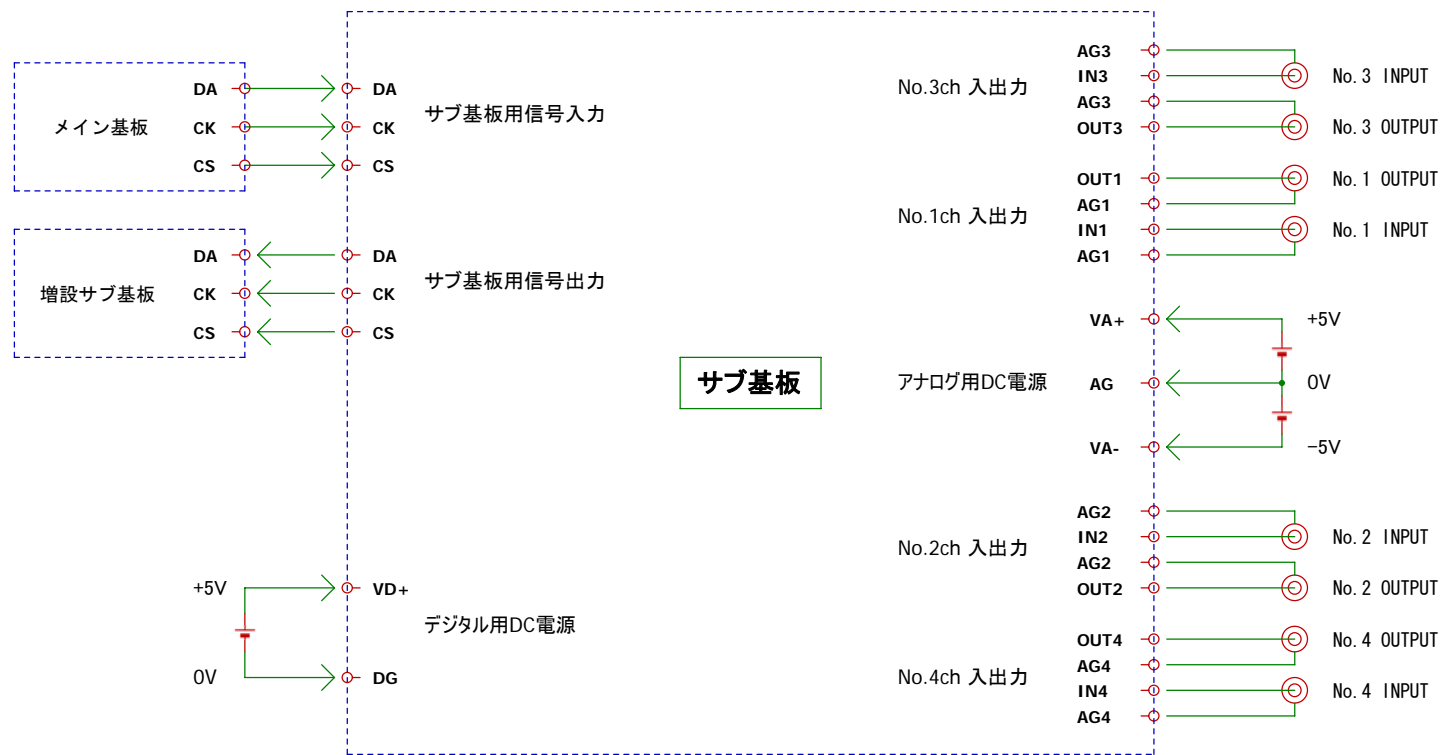 メイン基板
DA
CK
CS
DA
CK
CS
サブ基板用信号入力
増設サブ基板
DA
CK
CS
DA
CK
CS
サブ基板用信号出力
+5V
0V
VD+
DG
デジタル用DC電源
サブ基板
No.3ch 入出力
AG3
IN3
AG3
OUT3
No.3 INPUT
No.3 OUTPUT
No.1ch 入出力
OUT1
AG1
IN1
AG1
No.1 OUTPUT
No.1 INPUT
アナログ用DC電源
VA+
AG
VA-
+5V
0V
-5V
No.2ch 入出力
AG2
IN2
AG2
OUT2
No.2 INPUT
No.2 OUTPUT
No.4ch 入出力
OUT4
AG4
IN4
AG4
No.4 OUTPUT
No.4 INPUT